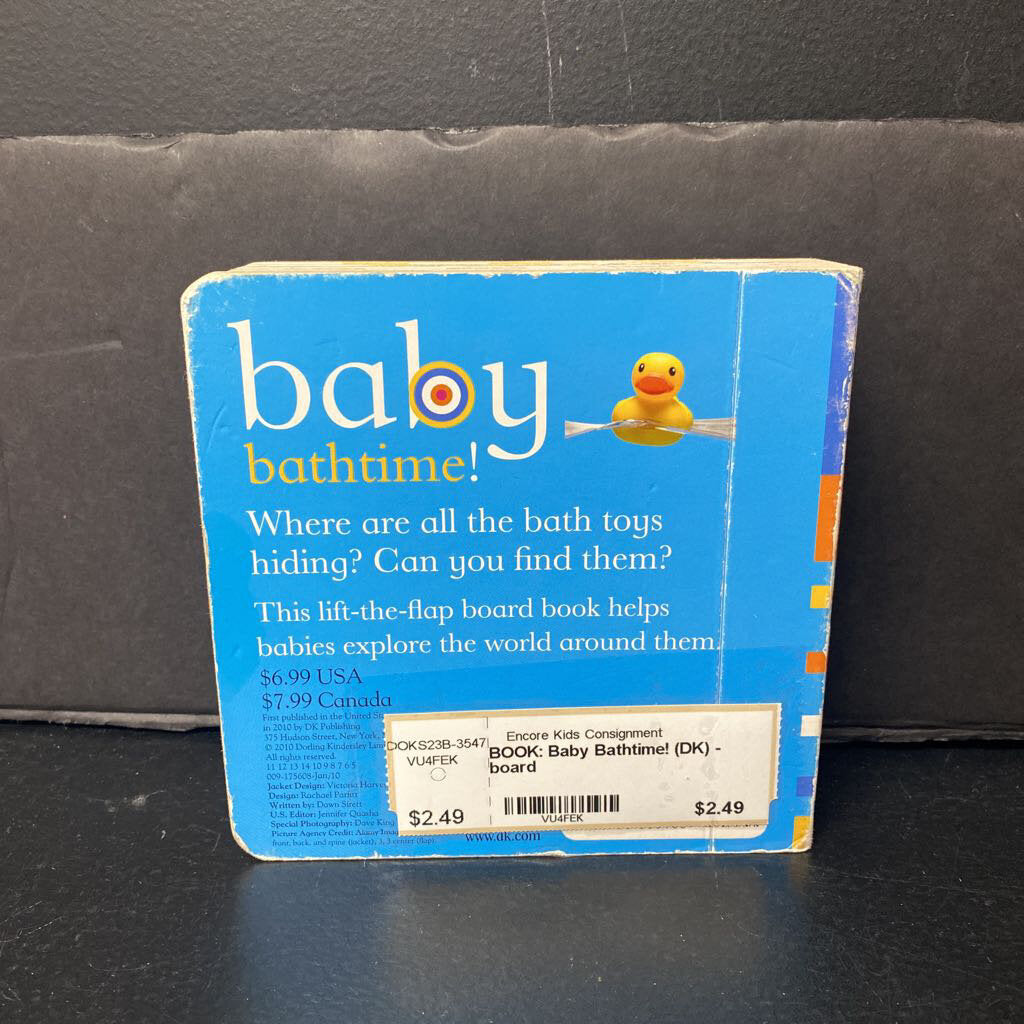 baby
bathtime!
Where are all the bath toys
hiding? Can you find them?
This lift-the-flap board book helps
babies explore the world around them.
$6.99 USA
$7.99 Canada
First published in the United
in 2010 by DK Publishing
375 Hudson Street, New York,
© 2010 Dorling Kindersley
All rights reserved.
11 12 13 14 10 9 8 7 6 5
009-175608-Jan/10
Jacket Design: Victoria
Design: Rachael Parfitt
Written by: Dawn Sirett
U.S. Editor: Jennifer Quasha
Special Photography: Dave King
Picture Agency Credit: Alamy
front, back, and spine (jacket), 3, 3 center (flap).
www.dk.com
DOKS23B-3547
VU4FEK
$2.49
Encore Kids Consignment
BOOK: Baby Bathtime! (DK) -
board
VU4FEK
$2.49